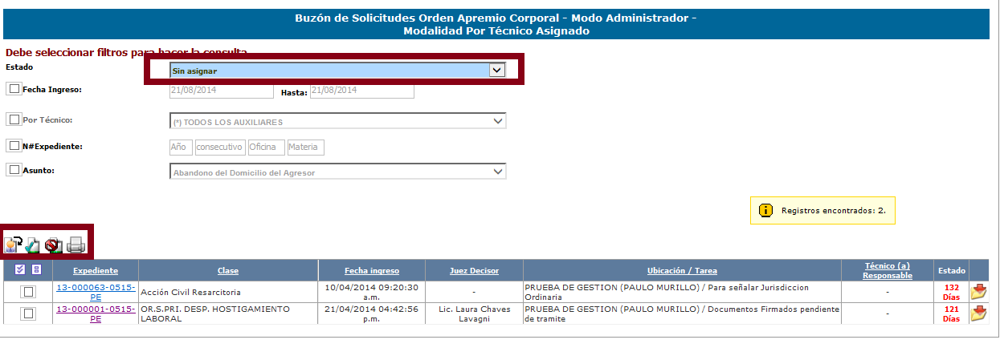 Buzón de Solicitudes Orden Apremio Corporal - Modo Administrador -
Modalidad Por Técnico Asignado
Debe seleccionar filtros para hacer la consulta
Estado
Sin asignar
Fecha Ingreso:
21/08/2014
Hasta:
21/08/2014
Por Técnico:
(*) TODOS LOS AUXILIARES
N#Expediente:
Año
consecutivo
Oficina
Materia
Asunto:
Abandono del Domicilio del Agresor
Registros encontrados: 2.
Expediente
Clase
Fecha ingreso
Juez Decisor
Ubicación / Tarea
Técnico (a)
Responsable
Estado
13-000063-0515-
PE
Acción Civil Resarcitoria
10/04/2014 09:20:30
a.m.
-
PRUEBA DE GESTION (PAULO MURILLO) / Para señalar Jurisdiccion
Ordinaria
-
132
Días
13-000001-0515-
PE
OR.S.PRI. DESP. HOSTIGAMIENTO
LABORAL
21/04/2014 04:42:56
p.m.
Lic. Laura Chaves
Lavagni
PRUEBA DE GESTION (PAULO MURILLO) / Documentos Firmados pendiente
de tramite
-
121
Días